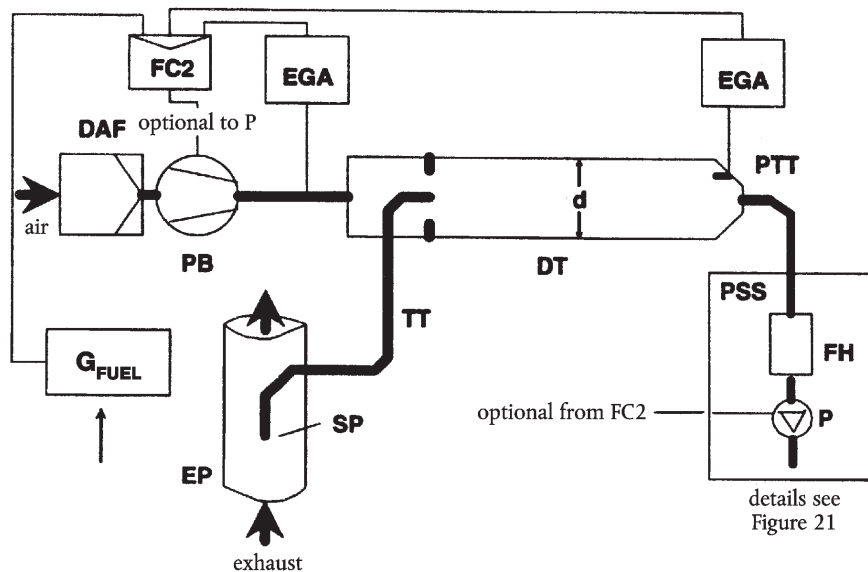 FC2
EGA
EGA
optional to P
DAF
PTT
d
air
PB
DT
PSS
TT
FH
G_FUEL
optional from FC2
P
SP
EP
details see
Figure 21
exhaust